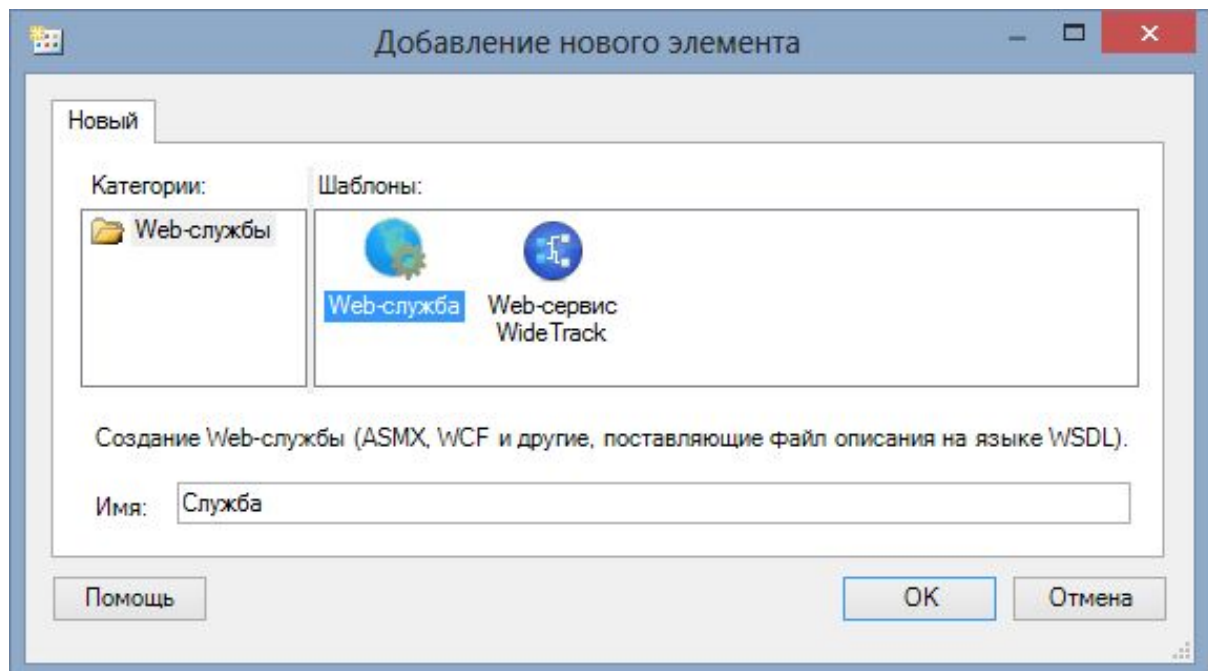 Добавление нового элемента
Новый
Категории:
Шаблоны:
Web-службы
Web-служба
Web-сервис
WideTrack
Создание Web-службы (ASMX, WCF и другие, поставляющие файл описания на языке WSDL).
Имя:
Служба
Помощь
OK
Отмена